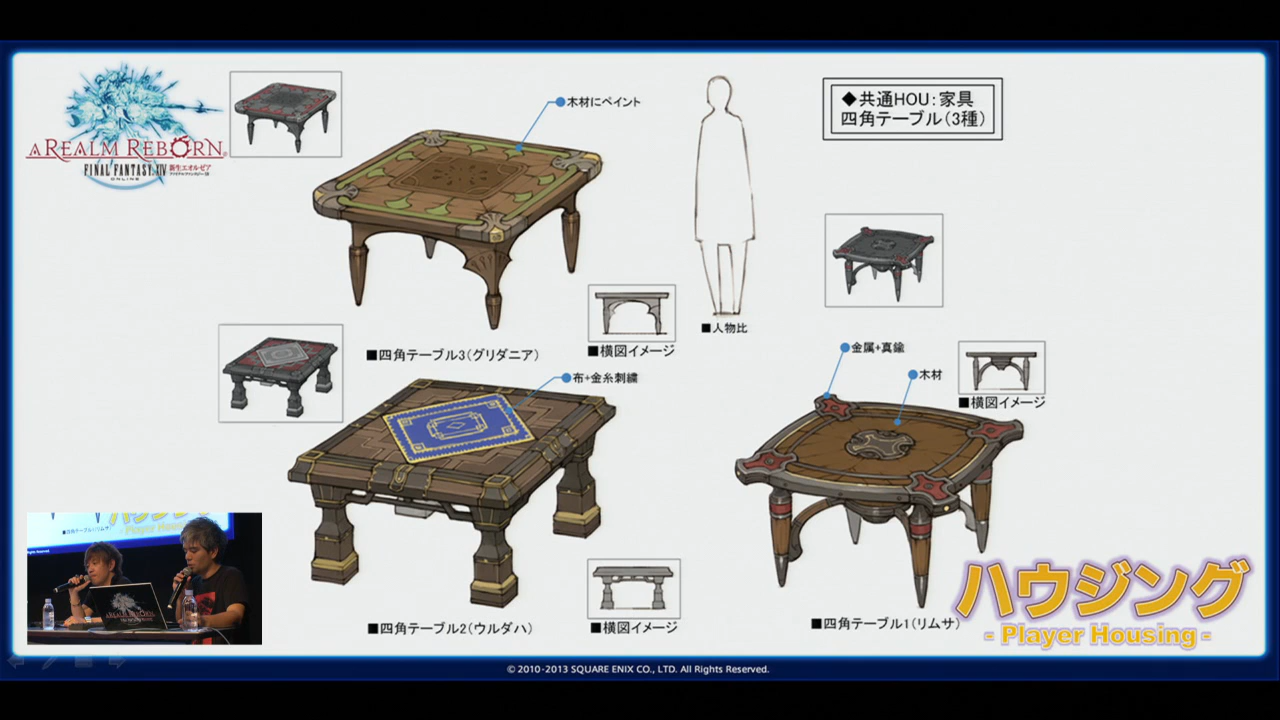 A REALM REBORN
FINAL FANTASY XIV
ONLINE
新生エオルゼア
木材にペイント
◆共通HOU：家具
四角テーブル（3種）
■人物比
■四角テーブル3（グリダニア）
■横図イメージ
布+金糸刺繍
金属+真鍮
木材
■横図イメージ
■四角テーブル2（ウルダハ）
■横図イメージ
■四角テーブル1（リムサ）
ハウジング
- Player Housing -
© 2010-2013 SQUARE ENIX CO., LTD. All Rights Reserved.